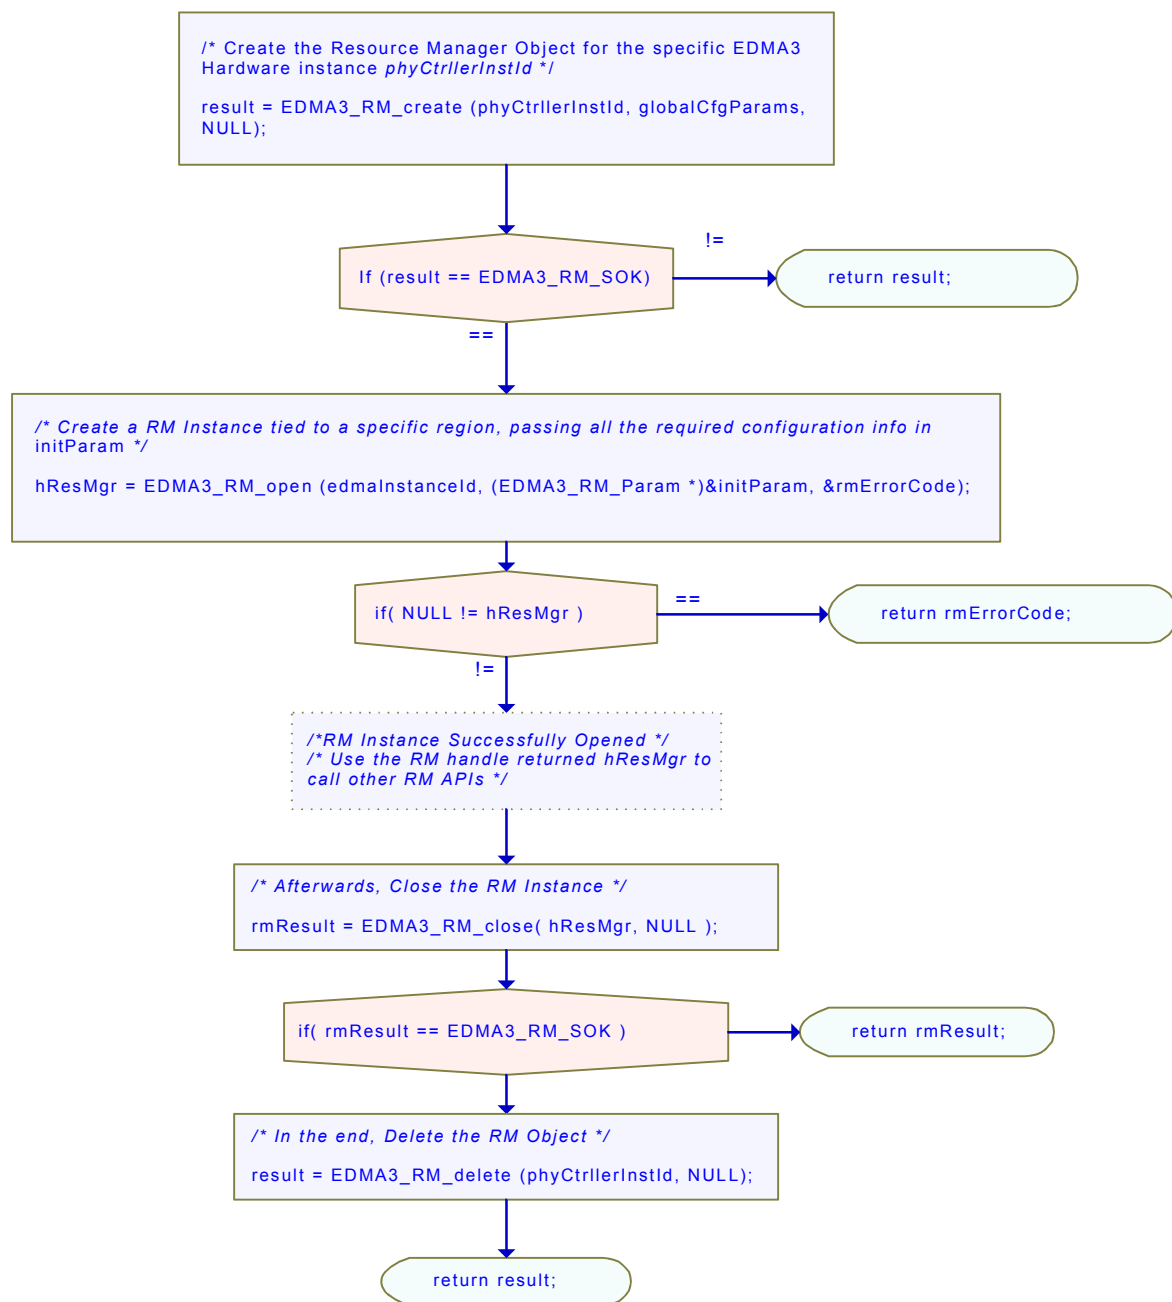 /* Create the Resource Manager Object for the specific EDMA3
Hardware instance phyCtrllerInstId */
result = EDMA3_RM_create (phyCtrllerInstId, globalCfgParams,
NULL);
!=
If (result == EDMA3_RM_SOK)
return result;
==
/* Create a RM Instance tied to a specific region, passing all the required configuration info in
initParam */
hResMgr = EDMA3_RM_open (edmaInstanceId, (EDMA3_RM_Param *)&initParam, &rmErrorCode);
==
if( NULL != hResMgr )
return rmErrorCode;
!=
/*RM Instance Successfully Opened */
/* Use the RM handle returned hResMgr to
call other RM APIs */
/* Afterwards, Close the RM Instance */
rmResult = EDMA3_RM_close( hResMgr, NULL );
if( rmResult == EDMA3_RM_SOK )
return rmResult;
/* In the end, Delete the RM Object */
result = EDMA3_RM_delete (phyCtrllerInstId, NULL);
return result;